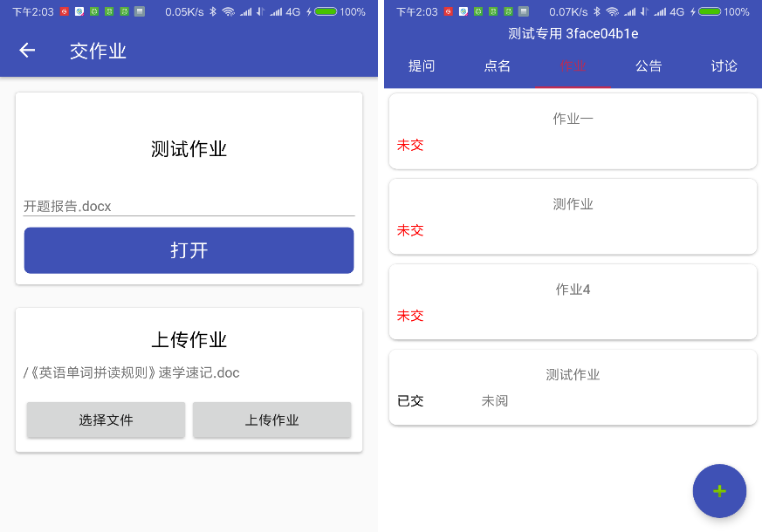 下午2:03
0.05K/s
4G
100%
交作业
测试作业
开题报告.docx
打开
上传作业
/《英语单词拼读规则》速学速记.doc
选择文件
上传作业
下午2:03
0.07K/s
4G
100%
测试专用 3face04b1e
提问
点名
作业
公告
讨论
作业一
未交
测作业
未交
作业4
未交
测试作业
已交
未阅